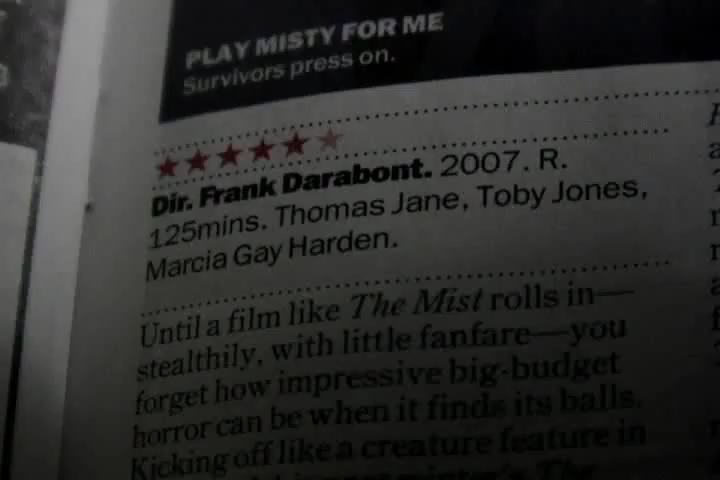 PLAY MISTY FOR ME
Survivors press on.
Dir. Frank Darabont. 2007. R.
125mins. Thomas Jane, Toby Jones,
Marcia Gay Harden.
Until a film like The Mist rolls in—
stealthily, with little fanfare—you
forget how impressive big-budget
horror can be when it finds its balls.
Kicking off like a creature feature in
The